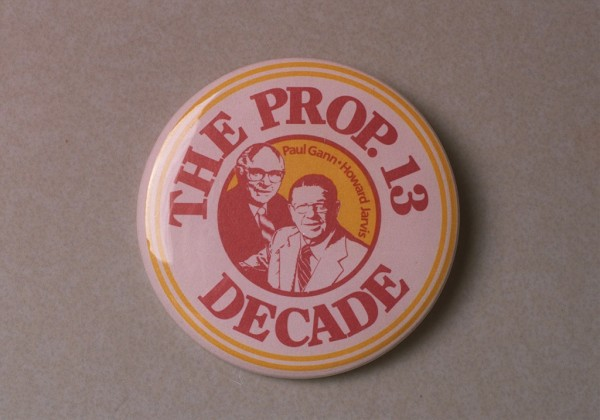 THE PROP. 13
Paul Gann • Howard Jarvis
DECADE